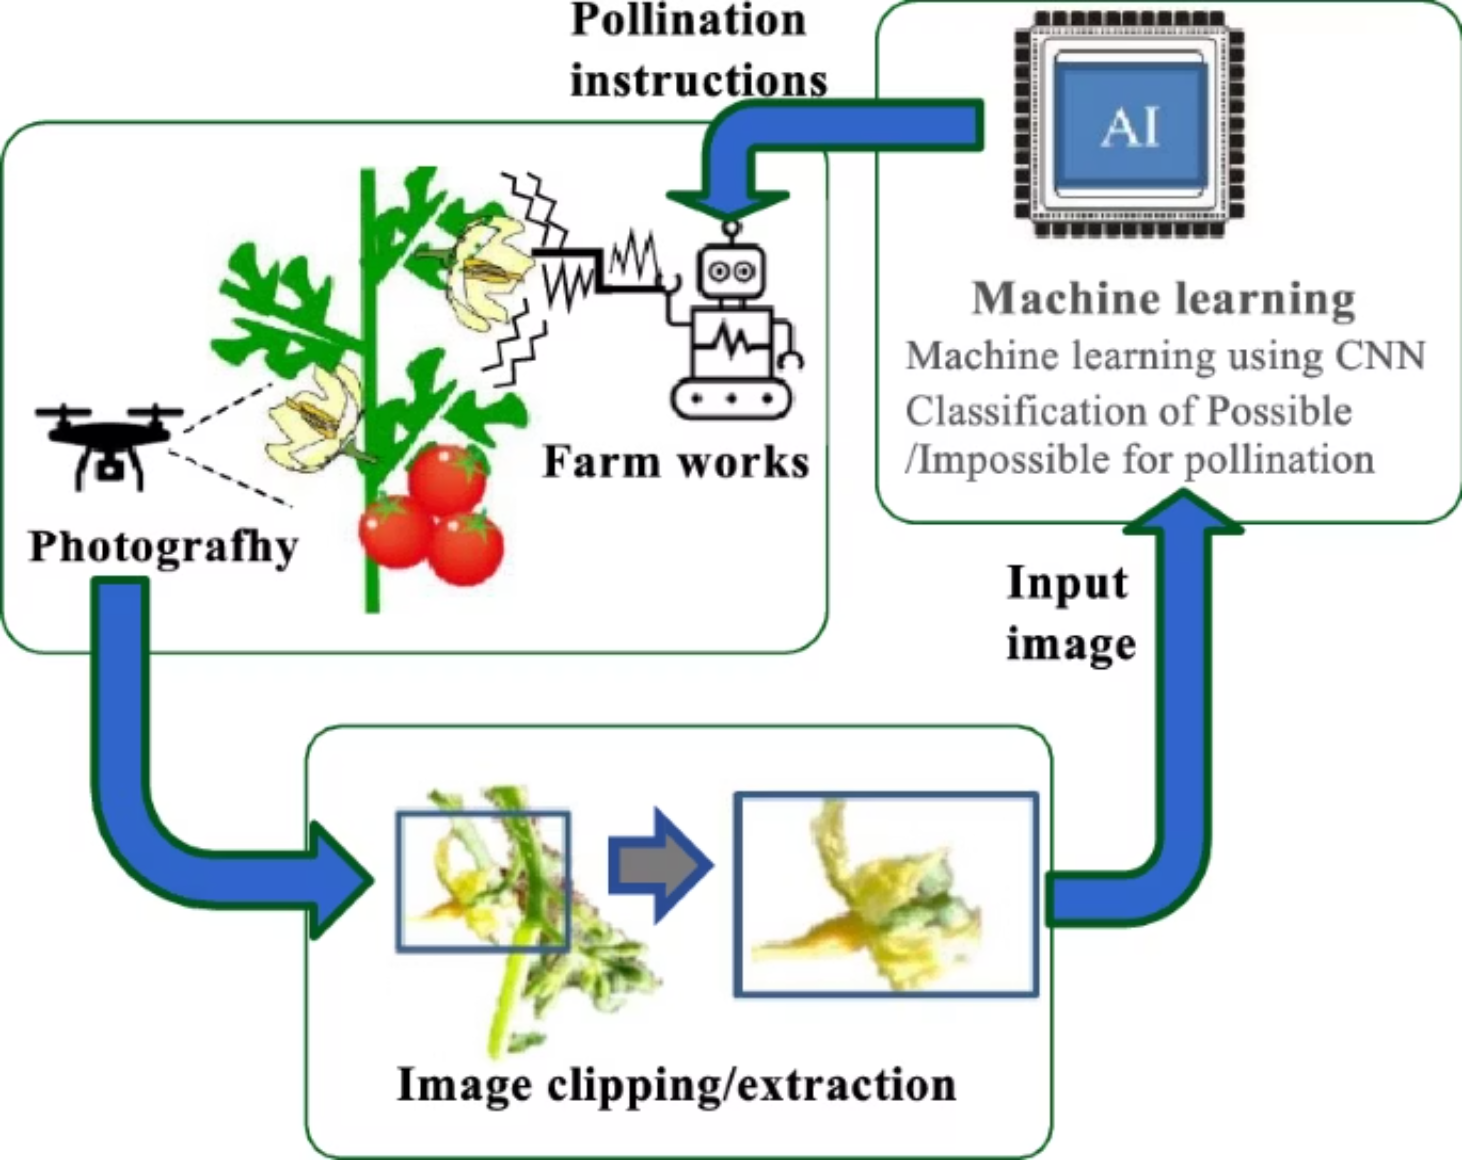 Pollination
instructions
AI
Machine learning
Machine learning using CNN
Classification of Possible
/Impossible for pollination
Farm works
Photografhy
Input
image
Image clipping/extraction